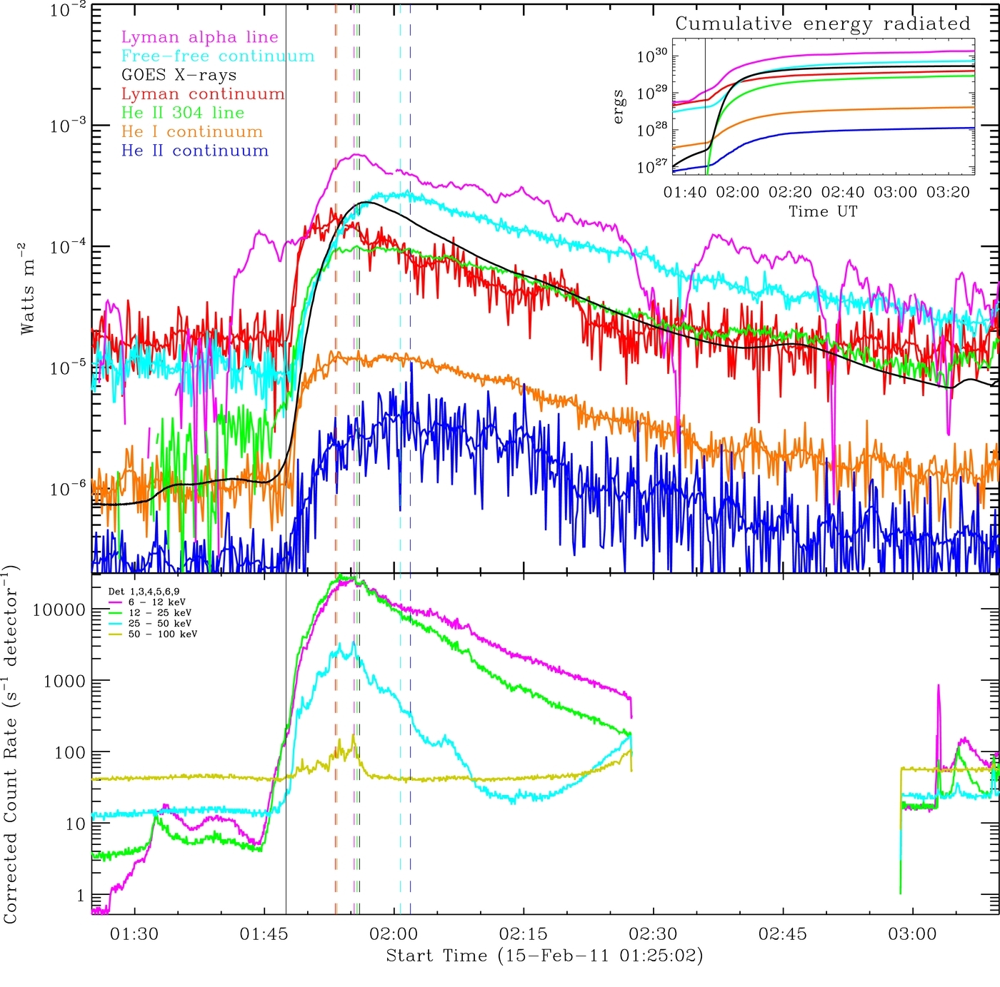 10−2
10−3
10−4
10−5
10−6
Watts m−2
Lyman alpha line
Free−free continuum
GOES X−rays
Lyman continuum
He II 304 line
He I continuum
He II continuum
Cumulative energy radiated
10^30
10^29
10^28
10^27
ergs
01:40 02:00 02:20 02:40 03:00 03:20
Time UT
Det 1,3,4,5,6,9
6 − 12 keV
12 − 25 keV
25 − 50 keV
50 − 100 keV
10000
1000
100
10
1
Corrected Count Rate (s−1 detector−1)
01:30 01:45 02:00 02:15 02:30 02:45 03:00
Start Time (15−Feb−11 01:25:02)